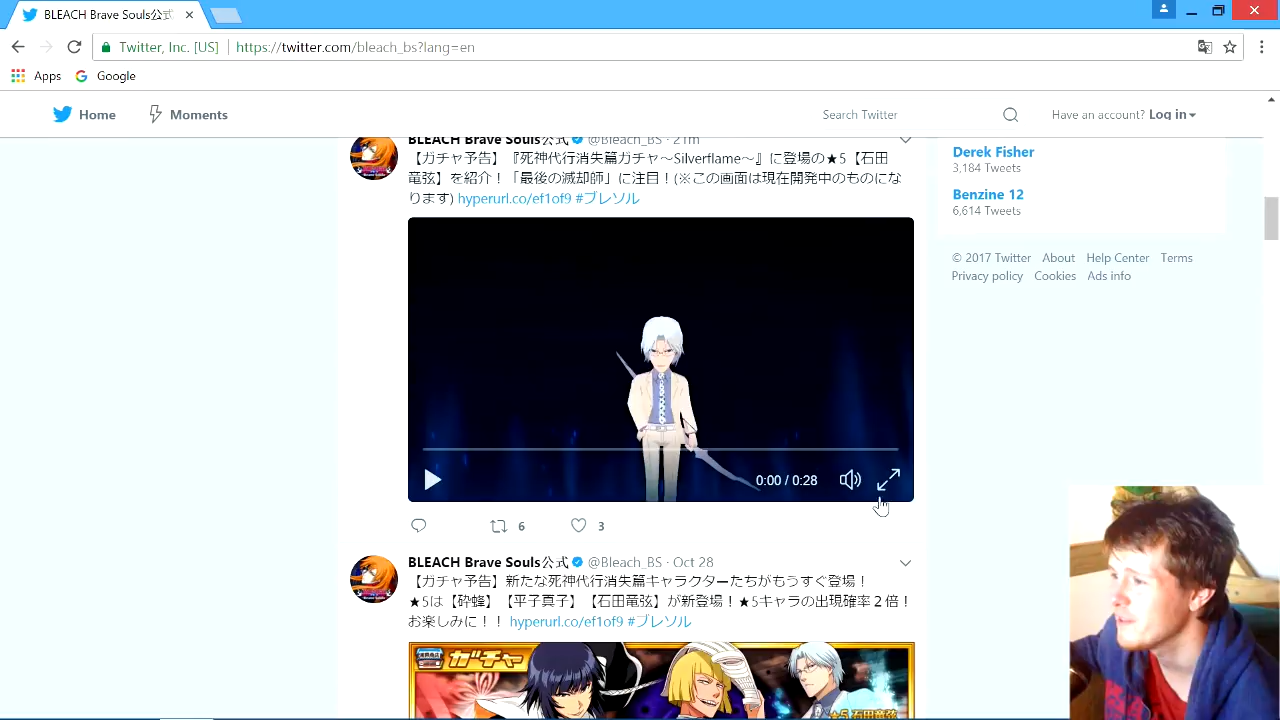 BLEACH Brave Souls公式
Twitter, Inc. [US] https://twitter.com/bleach_bs?lang=en
Apps Google
Home Moments Search Twitter Have an account? Log in
BLEACH Brave Souls公式 @Bleach_BS · 21m
【ガチャ予告】『死神代行消失篇ガチャ～Silverflame～』に登場の★5【石田
竜弦】を紹介！「最後の滅却師」に注目！(※この画面は現在開発中のものにな
ります) hyperurl.co/ef1of9 #ブレソル
0:00 / 0:28
6 3
BLEACH Brave Souls公式 @Bleach_BS · Oct 28
【ガチャ予告】新たな死神代行消失篇キャラクターたちがもうすぐ登場！
★5は【砕蜂】【平子真子】【石田竜弦】が新登場！★5キャラの出現確率２倍！
お楽しみに！！ hyperurl.co/ef1of9 #ブレソル
ガチャ
★5 石田竜弦
Derek Fisher
3,184 Tweets
Benzine 12
6,614 Tweets
© 2017 Twitter About Help Center Terms
Privacy policy Cookies Ads info